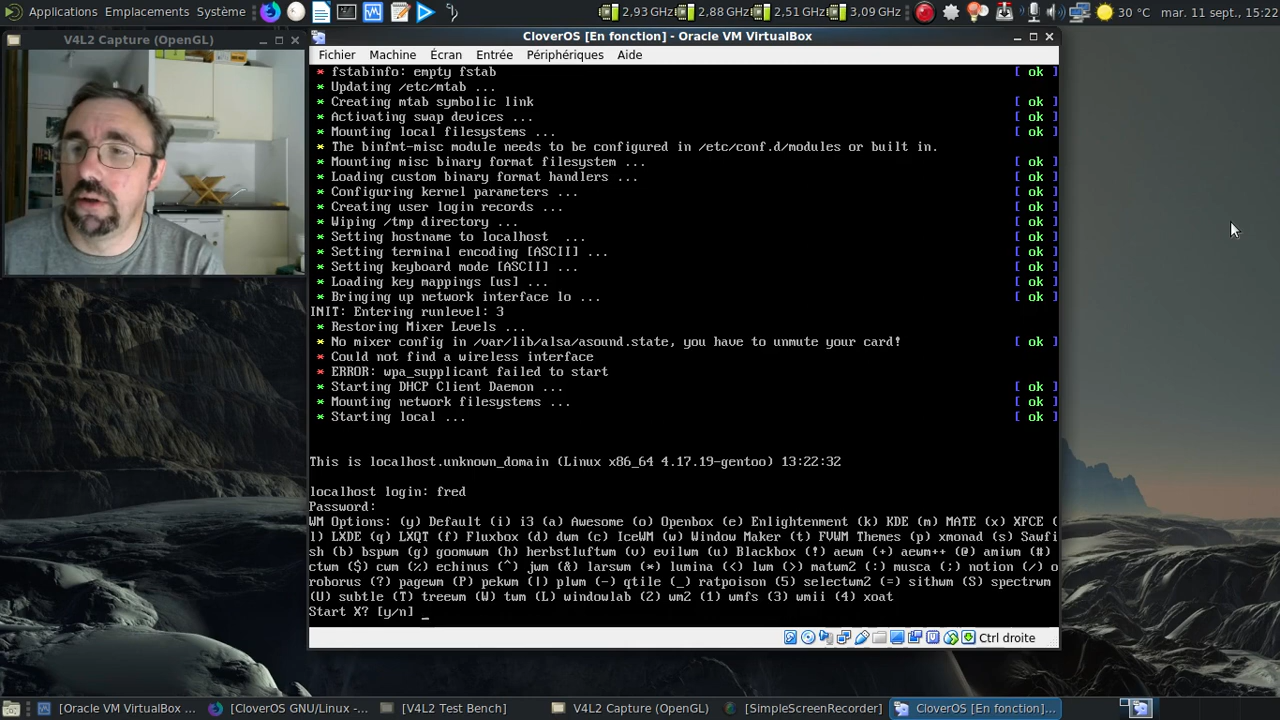 Applications Emplacements Système
2,93 GHz 2,88 GHz 2,51 GHz 3,09 GHz 30 °C mar. 11 sept., 15:22
V4L2 Capture (OpenGL)
CloverOS [En fonction] - Oracle VM VirtualBox
Fichier Machine Écran Entrée Périphériques Aide
* fstabinfo: empty fstab [ ok ]
* Updating /etc/mtab ... [ ok ]
* Creating mtab symbolic link [ ok ]
* Activating swap devices ... [ ok ]
* Mounting local filesystems ... [ ok ]
* The binfmt-misc module needs to be configured in /etc/conf.d/modules or built in.
* Mounting misc binary format filesystem ... [ ok ]
* Loading custom binary format handlers ... [ ok ]
* Configuring kernel parameters ... [ ok ]
* Creating user login records ... [ ok ]
* Wiping /tmp directory ... [ ok ]
* Setting hostname to localhost ... [ ok ]
* Setting terminal encoding [ASCII] ... [ ok ]
* Setting keyboard mode [ASCII] ... [ ok ]
* Loading key mappings [us] ... [ ok ]
* Bringing up network interface lo ... [ ok ]
INIT: Entering runlevel: 3
* Restoring Mixer Levels ...
* No mixer config in /var/lib/alsa/asound.state, you have to unmute your card! [ ok ]
* Could not find a wireless interface
* ERROR: wpa_supplicant failed to start
* Starting DHCP Client Daemon ... [ ok ]
* Mounting network filesystems ... [ ok ]
* Starting local ... [ ok ]
This is localhost.unknown_domain (Linux x86_64 4.17.19-gentoo) 13:22:32
localhost login: fred
Password:
WM Options: (y) Default (i) i3 (a) Awesome (o) Openbox (e) Enlightenment (k) KDE (m) MATE (x) XFCE (
l) LXDE (q) LXQT (f) Fluxbox (d) dwm (c) IceWM (w) Window Maker (t) FVWM Themes (p) xmonad (s) Sawfi
sh (b) bspwm (g) goomwwm (h) herbstluftwm (v) evilwm (u) Blackbox (!) aewm (+) aewm++ (@) amiwm (#)
ctwm ($) cwm (%) echinus (^) jwm (&) larswm (*) lumina (<) lwm (>) matwm2 (:) musca (;) notion (/) o
roborus (?) pagewm (P) pekwm (|) plwm (-) qtile (_) ratpoison (5) selectwm2 (=) sithwm (S) spectrwm
(U) subtle (T) treewm (W) twm (L) windowlab (2) wm2 (1) wmfs (3) wmii (4) xoat
Start X? [y/n] _
Ctrl droite
[Oracle VM VirtualBox ... [CloverOS GNU/Linux -... [V4L2 Test Bench] V4L2 Capture (OpenGL) [SimpleScreenRecorder] CloverOS [En fonction]...